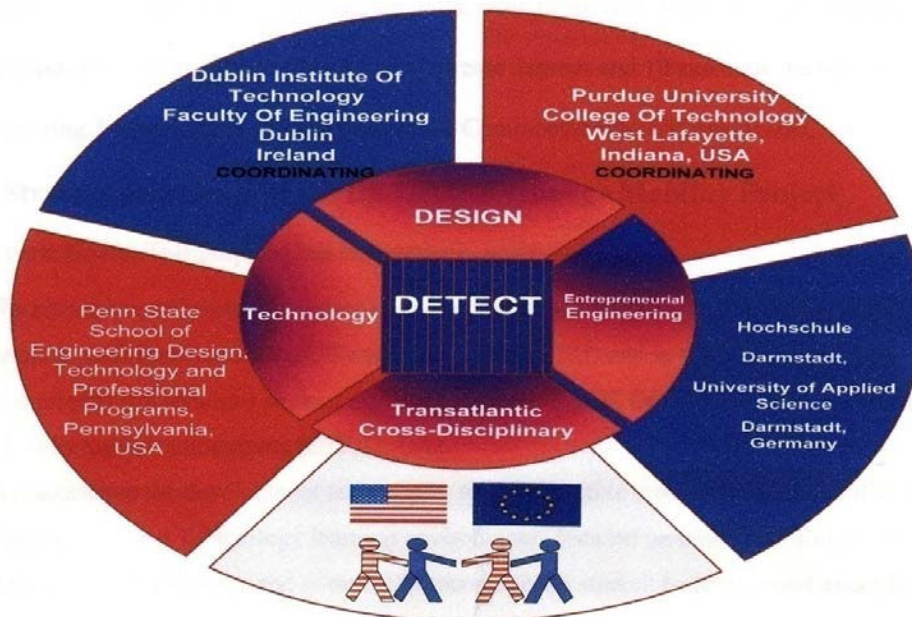 Dublin Institute Of
Technology
Faculty Of Engineering
Dublin
Ireland
COORDINATING
Purdue University
College Of Technology
West Lafayette,
Indiana, USA
COORDINATING
DESIGN
Technology
DETECT
Entrepreneurial
Engineering
Transatlantic
Cross-Disciplinary
Penn State
School of
Engineering Design,
Technology and
Professional
Programs,
Pennsylvania,
USA
Hochschule
Darmstadt,
University of Applied
Science
Darmstadt,
Germany